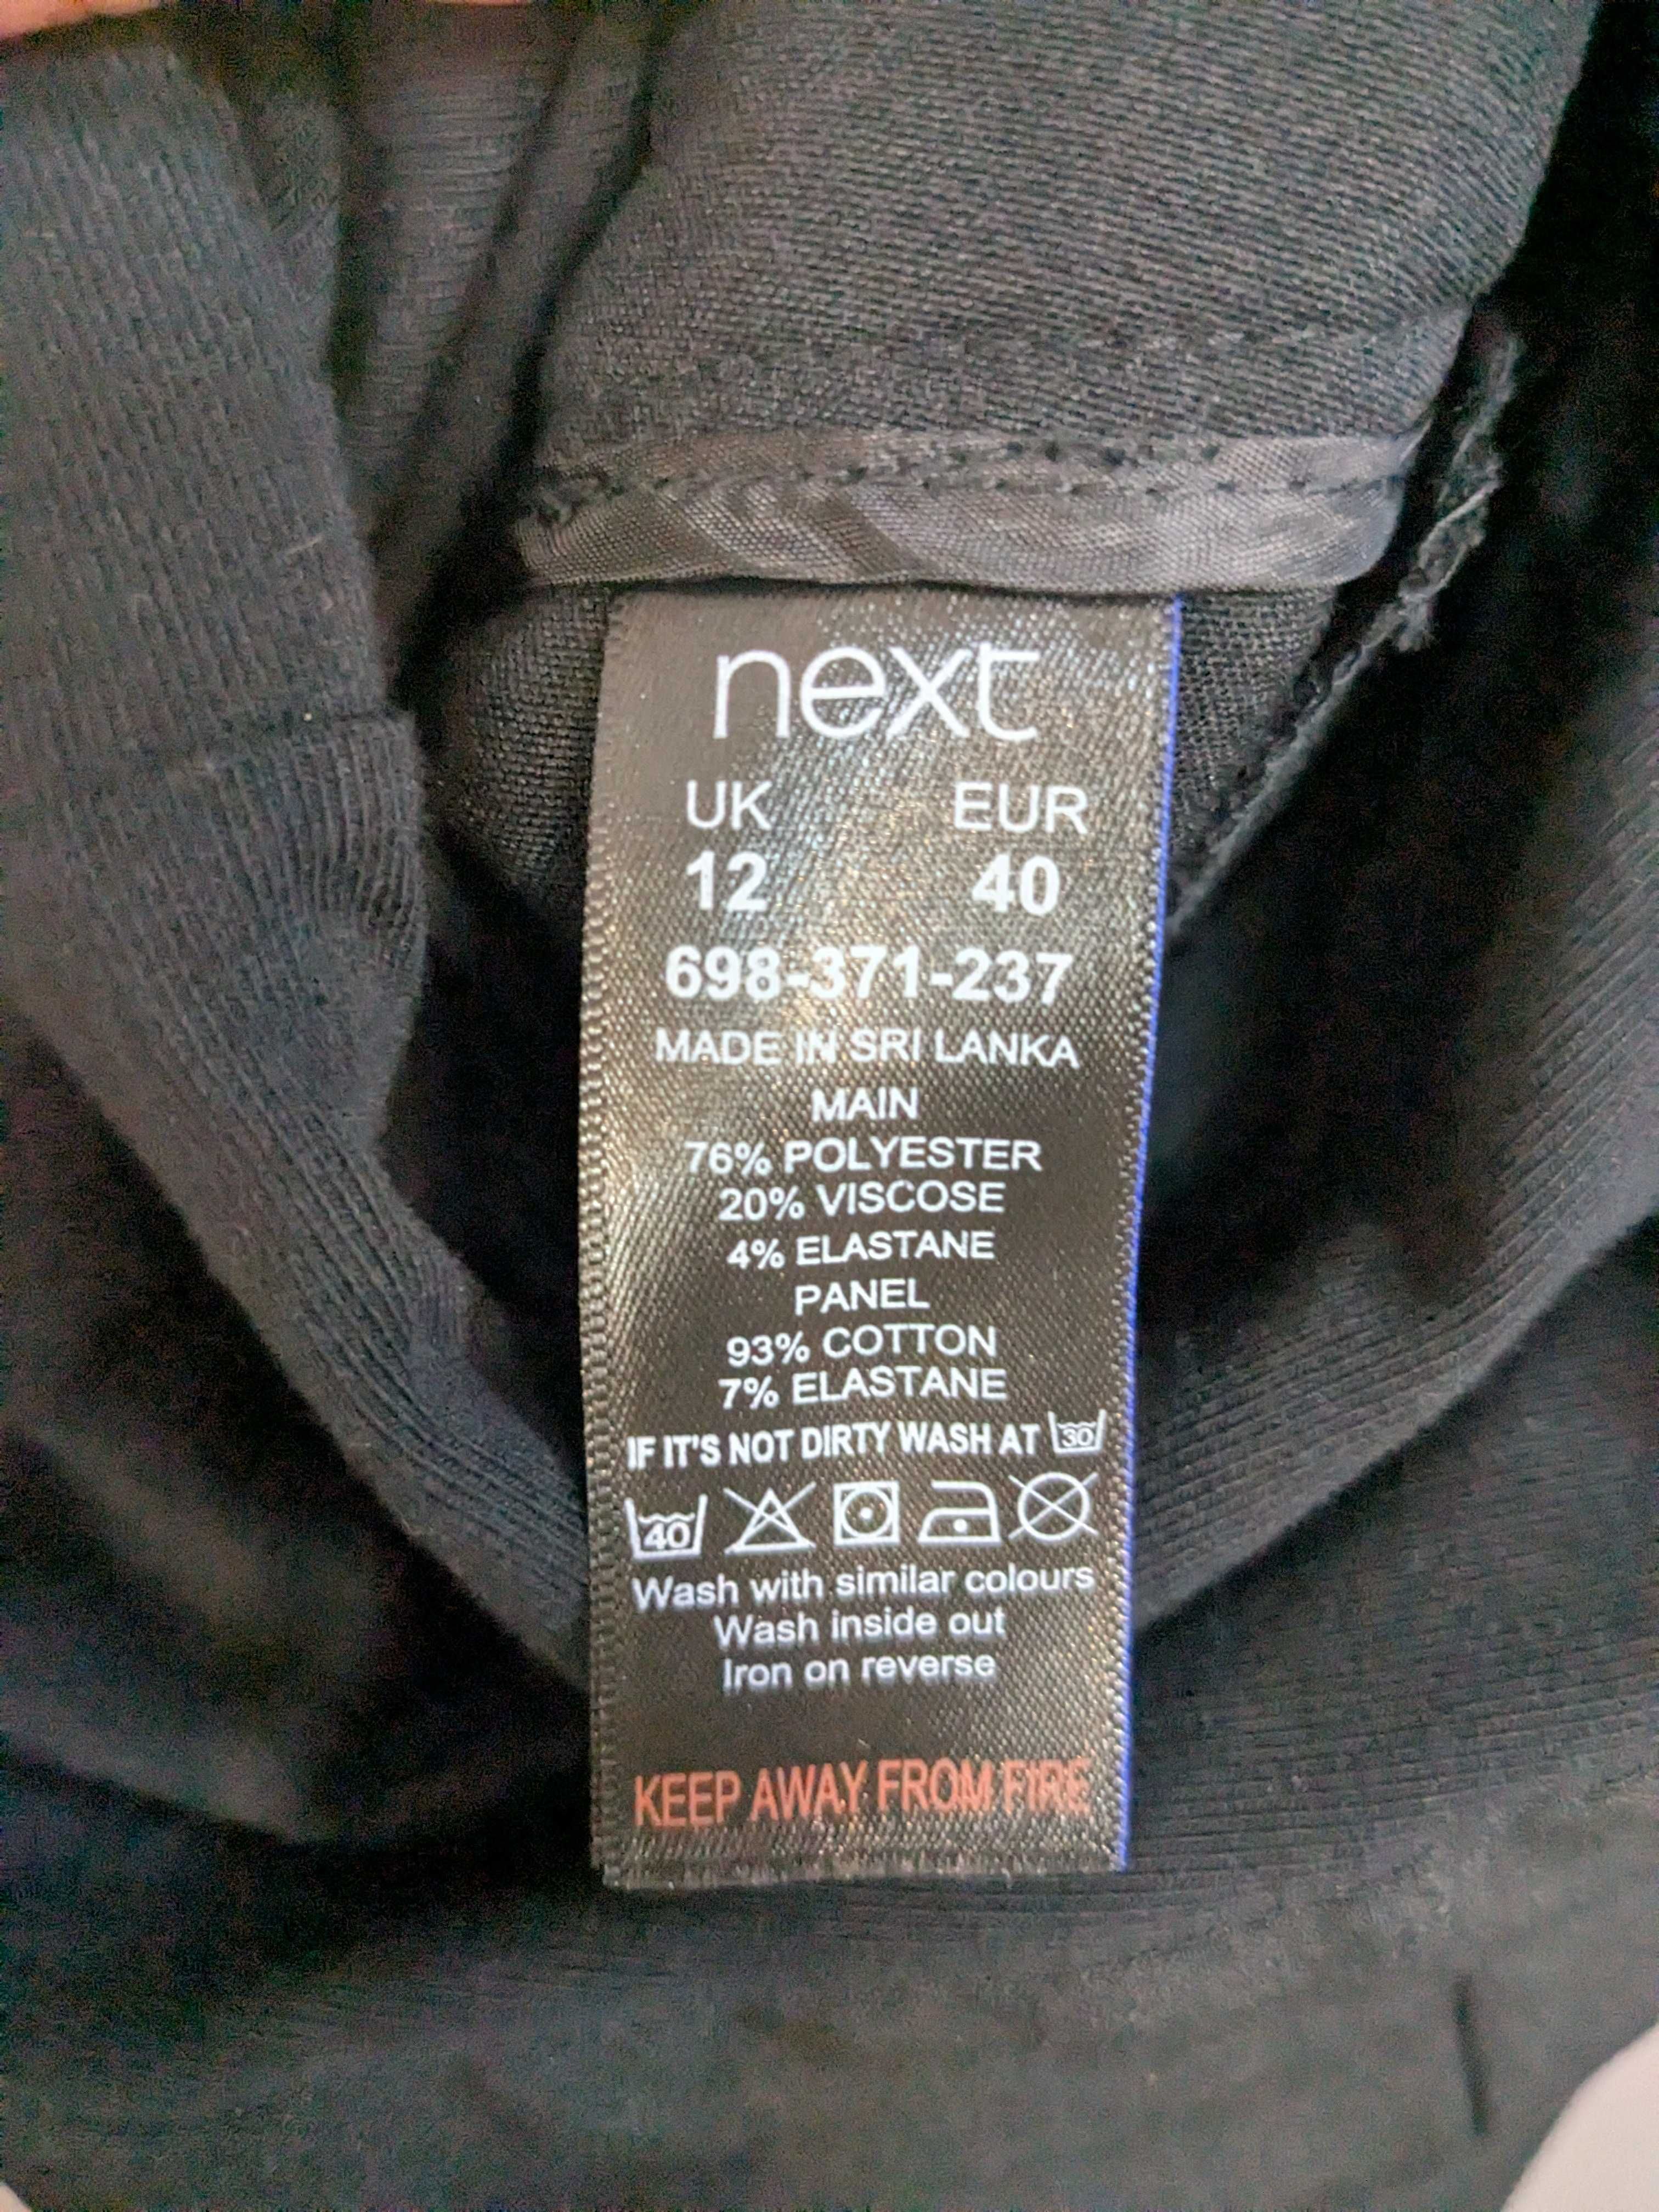 next
UK EUR
12 40
698-371-237
MADE IN SRI LANKA
MAIN
76% POLYESTER
20% VISCOSE
4% ELASTANE
PANEL
93% COTTON
7% ELASTANE
IF IT'S NOT DIRTY WASH AT 30
40
Wash with similar colours
Wash inside out
Iron on reverse
KEEP AWAY FROM FIRE